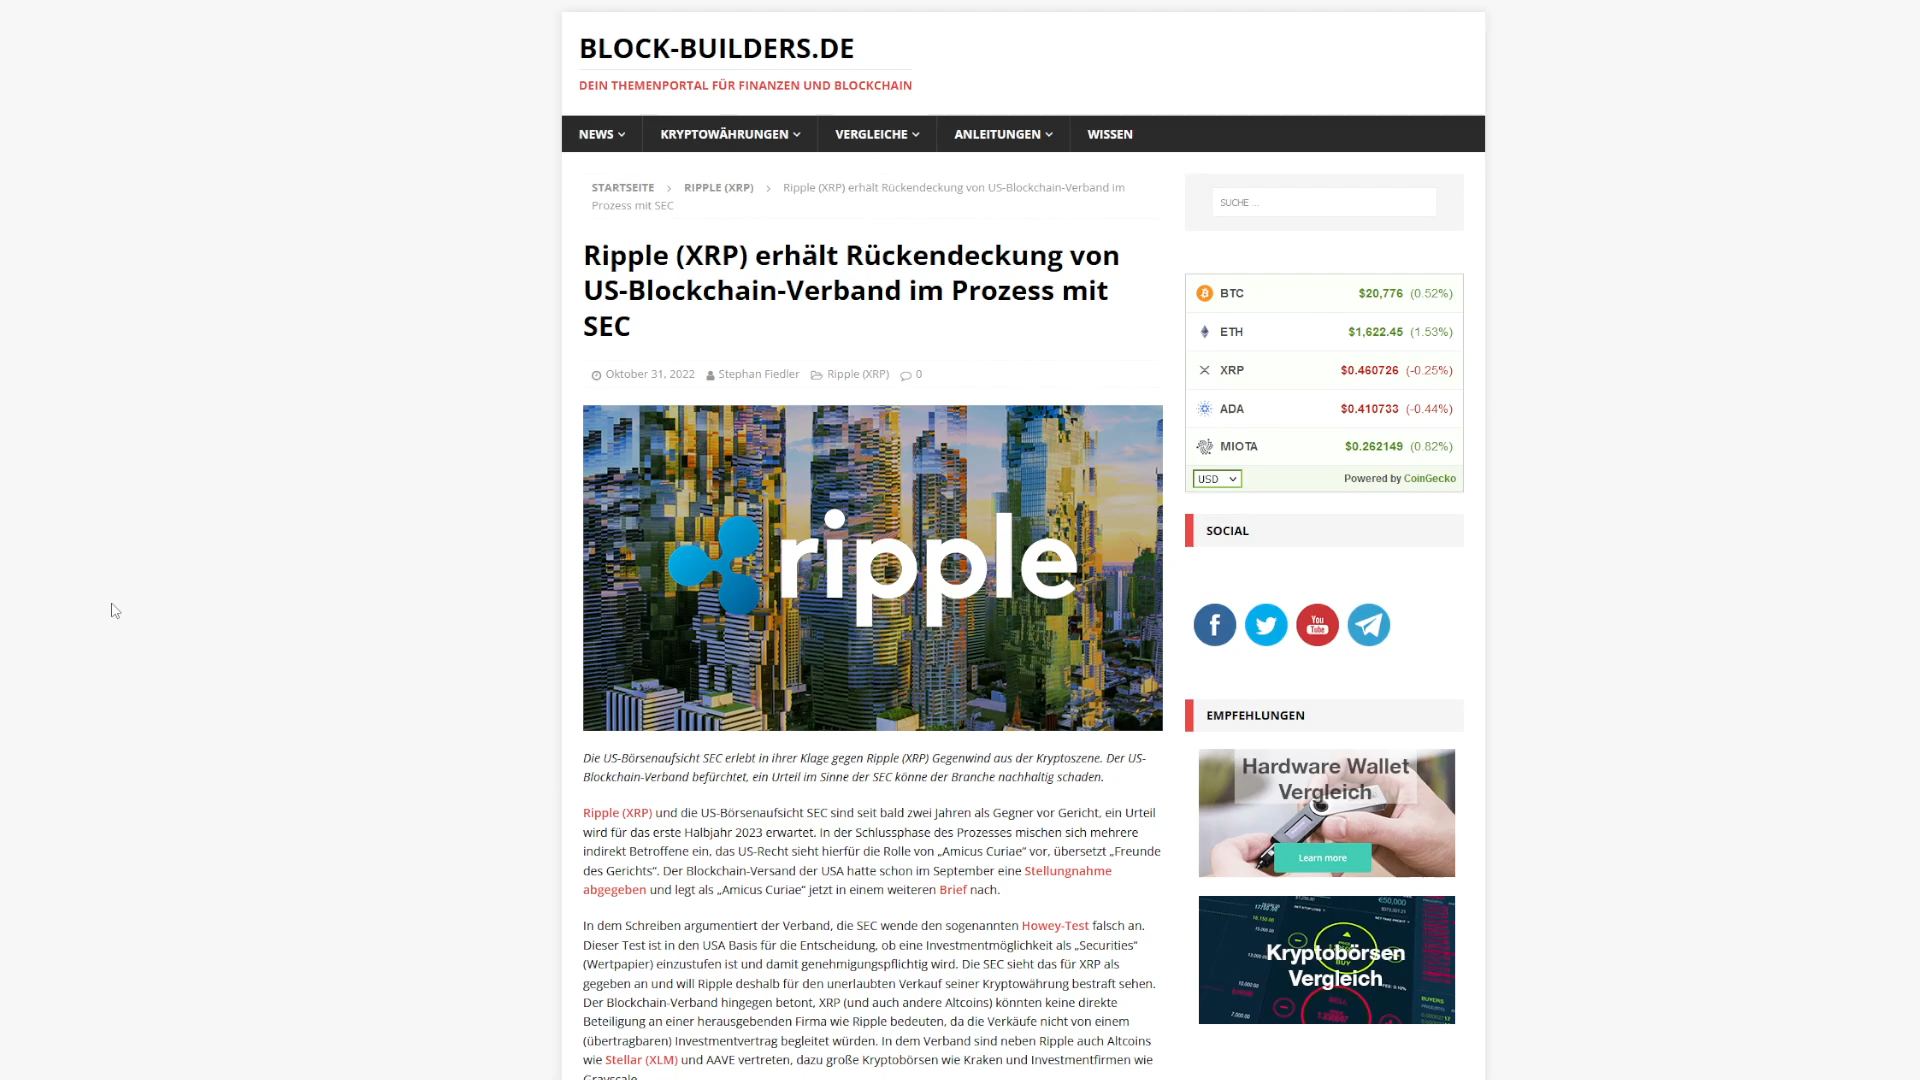 BLOCK-BUILDERS.DE
DEIN THEMENPORTAL FÜR FINANZEN UND BLOCKCHAIN
NEWS
KRYPTOWÄHRUNGEN
VERGLEICHE
ANLEITUNGEN
WISSEN
STARTSEITE › RIPPLE (XRP) › Ripple (XRP) erhält Rückendeckung von US-Blockchain-Verband im
Prozess mit SEC
Ripple (XRP) erhält Rückendeckung von
US-Blockchain-Verband im Prozess mit
SEC
Oktober 31, 2022 Stephan Fiedler Ripple (XRP) 0
ripple
Die US-Börsenaufsicht SEC erlebt in ihrer Klage gegen Ripple (XRP) Gegenwind aus der Kryptoszene. Der US-
Blockchain-Verband befürchtet, ein Urteil im Sinne der SEC könne der Branche nachhaltig schaden.
Ripple (XRP) und die US-Börsenaufsicht SEC sind seit bald zwei Jahren als Gegner vor Gericht, ein Urteil
wird für das erste Halbjahr 2023 erwartet. In der Schlussphase des Prozesses mischen sich mehrere
indirekt Betroffene ein, das US-Recht sieht hierfür die Rolle von „Amicus Curiae“ vor, übersetzt „Freunde
des Gerichts“. Der Blockchain-Versand der USA hatte schon im September eine Stellungnahme
abgegeben und legt als „Amicus Curiae“ jetzt in einem weiteren Brief nach.
In dem Schreiben argumentiert der Verband, die SEC wende den sogenannten Howey-Test falsch an.
Dieser Test ist in den USA Basis für die Entscheidung, ob eine Investmentmöglichkeit als „Securities“
(Wertpapier) einzustufen ist und damit genehmigungspflichtig wird. Die SEC sieht das für XRP als
gegeben an und will Ripple deshalb für den unerlaubten Verkauf seiner Kryptowährung bestraft sehen.
Der Blockchain-Verband hingegen betont, XRP (und auch andere Altcoins) könnten keine direkte
Beteiligung an einer herausgebenden Firma wie Ripple bedeuten, da die Verkäufe nicht von einem
(übertragbaren) Investmentvertrag begleitet würden. In dem Verband sind neben Ripple auch Altcoins
wie Stellar (XLM) und AAVE vertreten, dazu große Kryptobörsen wie Kraken und Investmentfirmen wie
Grayscale.
SUCHE ...
BTC $20,776 (0.52%)
ETH $1,622.45 (1.53%)
XRP $0.460726 (-0.25%)
ADA $0.410733 (-0.44%)
MIOTA $0.262149 (0.82%)
USD Powered by CoinGecko
SOCIAL
You
Tube
EMPFEHLUNGEN
Hardware Wallet
Vergleich
Learn more
€50,000
Kryptobörsen
BUY
Vergleich
SELL
BUYERS